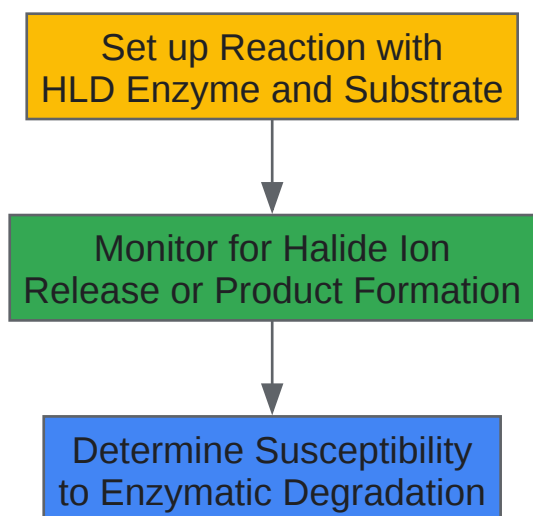 Set up Reaction with
HLD Enzyme and Substrate
Monitor for Halide Ion
Release or Product Formation
Determine Susceptibility
to Enzymatic Degradation